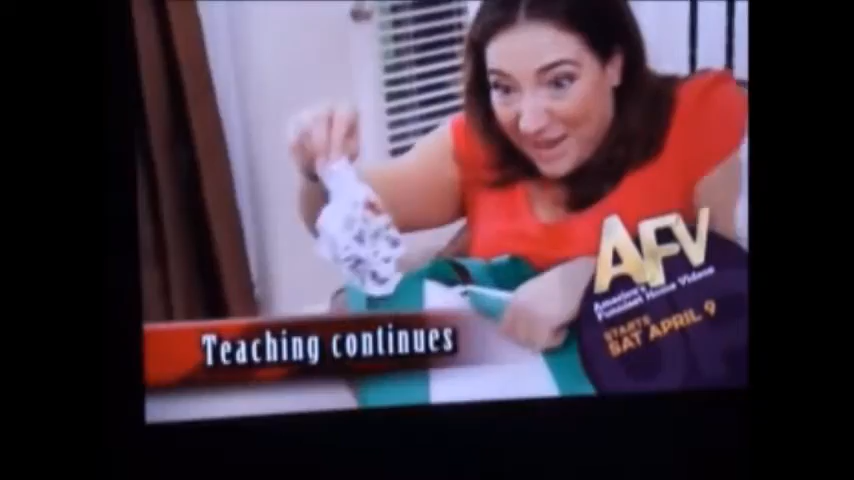 Teaching continues
AFV
America's
Funniest Home Videos
STARTS
SAT APRIL 9